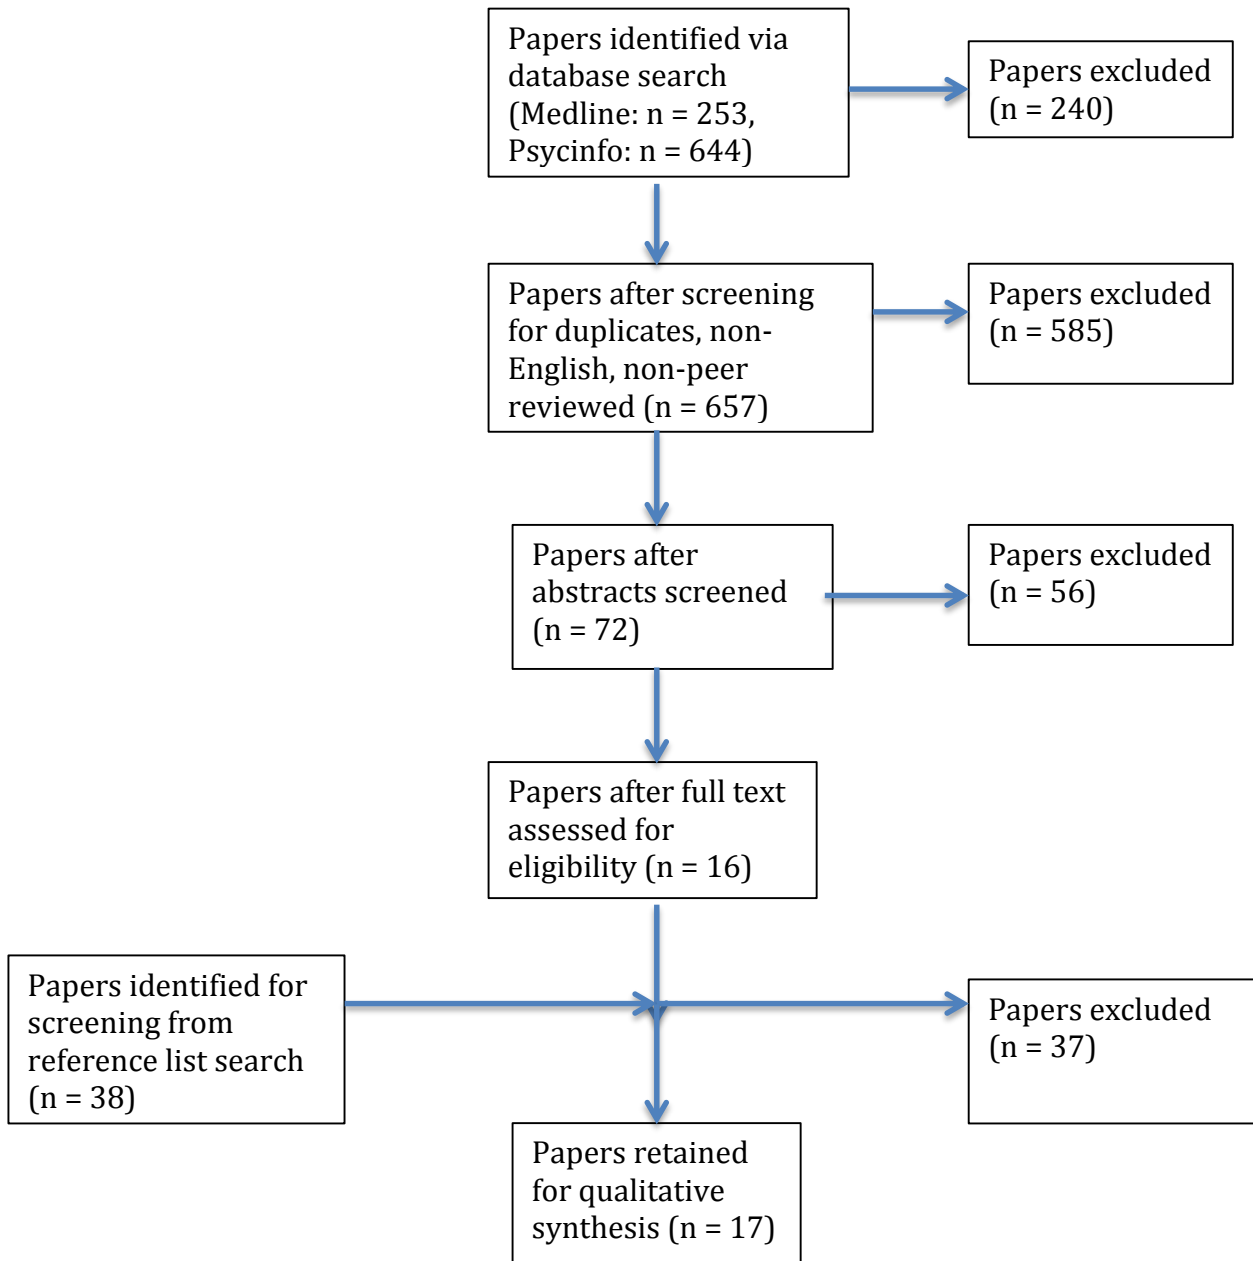 Papers identified via
database search
(Medline: n = 253,
Psycinfo: n = 644)
Papers excluded
(n = 240)
Papers after screening
for duplicates, non-
English, non-peer
reviewed (n = 657)
Papers excluded
(n = 585)
Papers after
abstracts screened
(n = 72)
Papers excluded
(n = 56)
Papers after full text
assessed for
eligibility (n = 16)
Papers identified for
screening from
reference list search
(n = 38)
Papers excluded
(n = 37)
Papers retained
for qualitative
synthesis (n = 17)